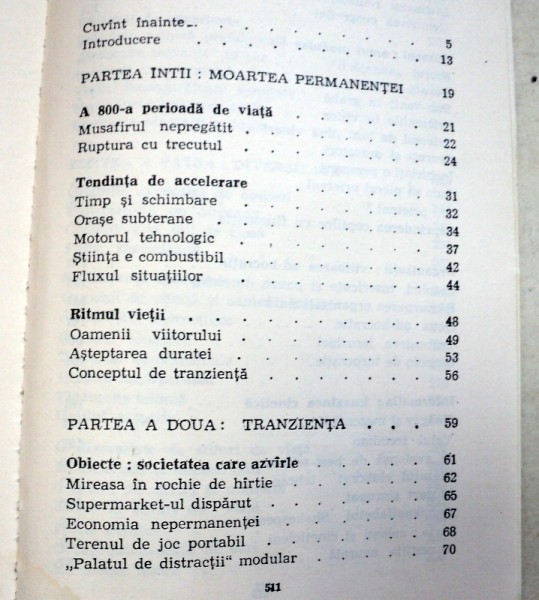 Cuvînt înainte . . . . . . . 5
Introducere . . . . . . . . 13
PARTEA ÎNTÎI : MOARTEA PERMANENȚEI . 19
A 800-a perioadă de viață . . . . . 21
Musafirul nepregătit . . . . . . 22
Ruptura cu trecutul . . . . . . 24
Tendința de accelerare . . . . . . 31
Timp și schimbare . . . . . . . 32
Orașe subterane . . . . . . . 34
Motorul tehnologic . . . . . . . 37
Știința e combustibil . . . . . . 42
Fluxul situațiilor . . . . . . . 44
Ritmul vieții . . . . . . . . 48
Oamenii viitorului . . . . . . . 49
Așteptarea duratei . . . . . . . 53
Conceptul de tranziență . . . . . . 56
PARTEA A DOUA : TRANZIENȚA . . . 59
Obiecte : societatea care azvîrle . . . . 61
Mireasa în rochie de hîrtie . . . . . 62
Supermarket-ul dispărut . . . . . . 65
Economia nepermanenței . . . . . . 67
Terenul de joc portabil . . . . . . 68
„Palatul de distracții“ modular . . . . 70
511